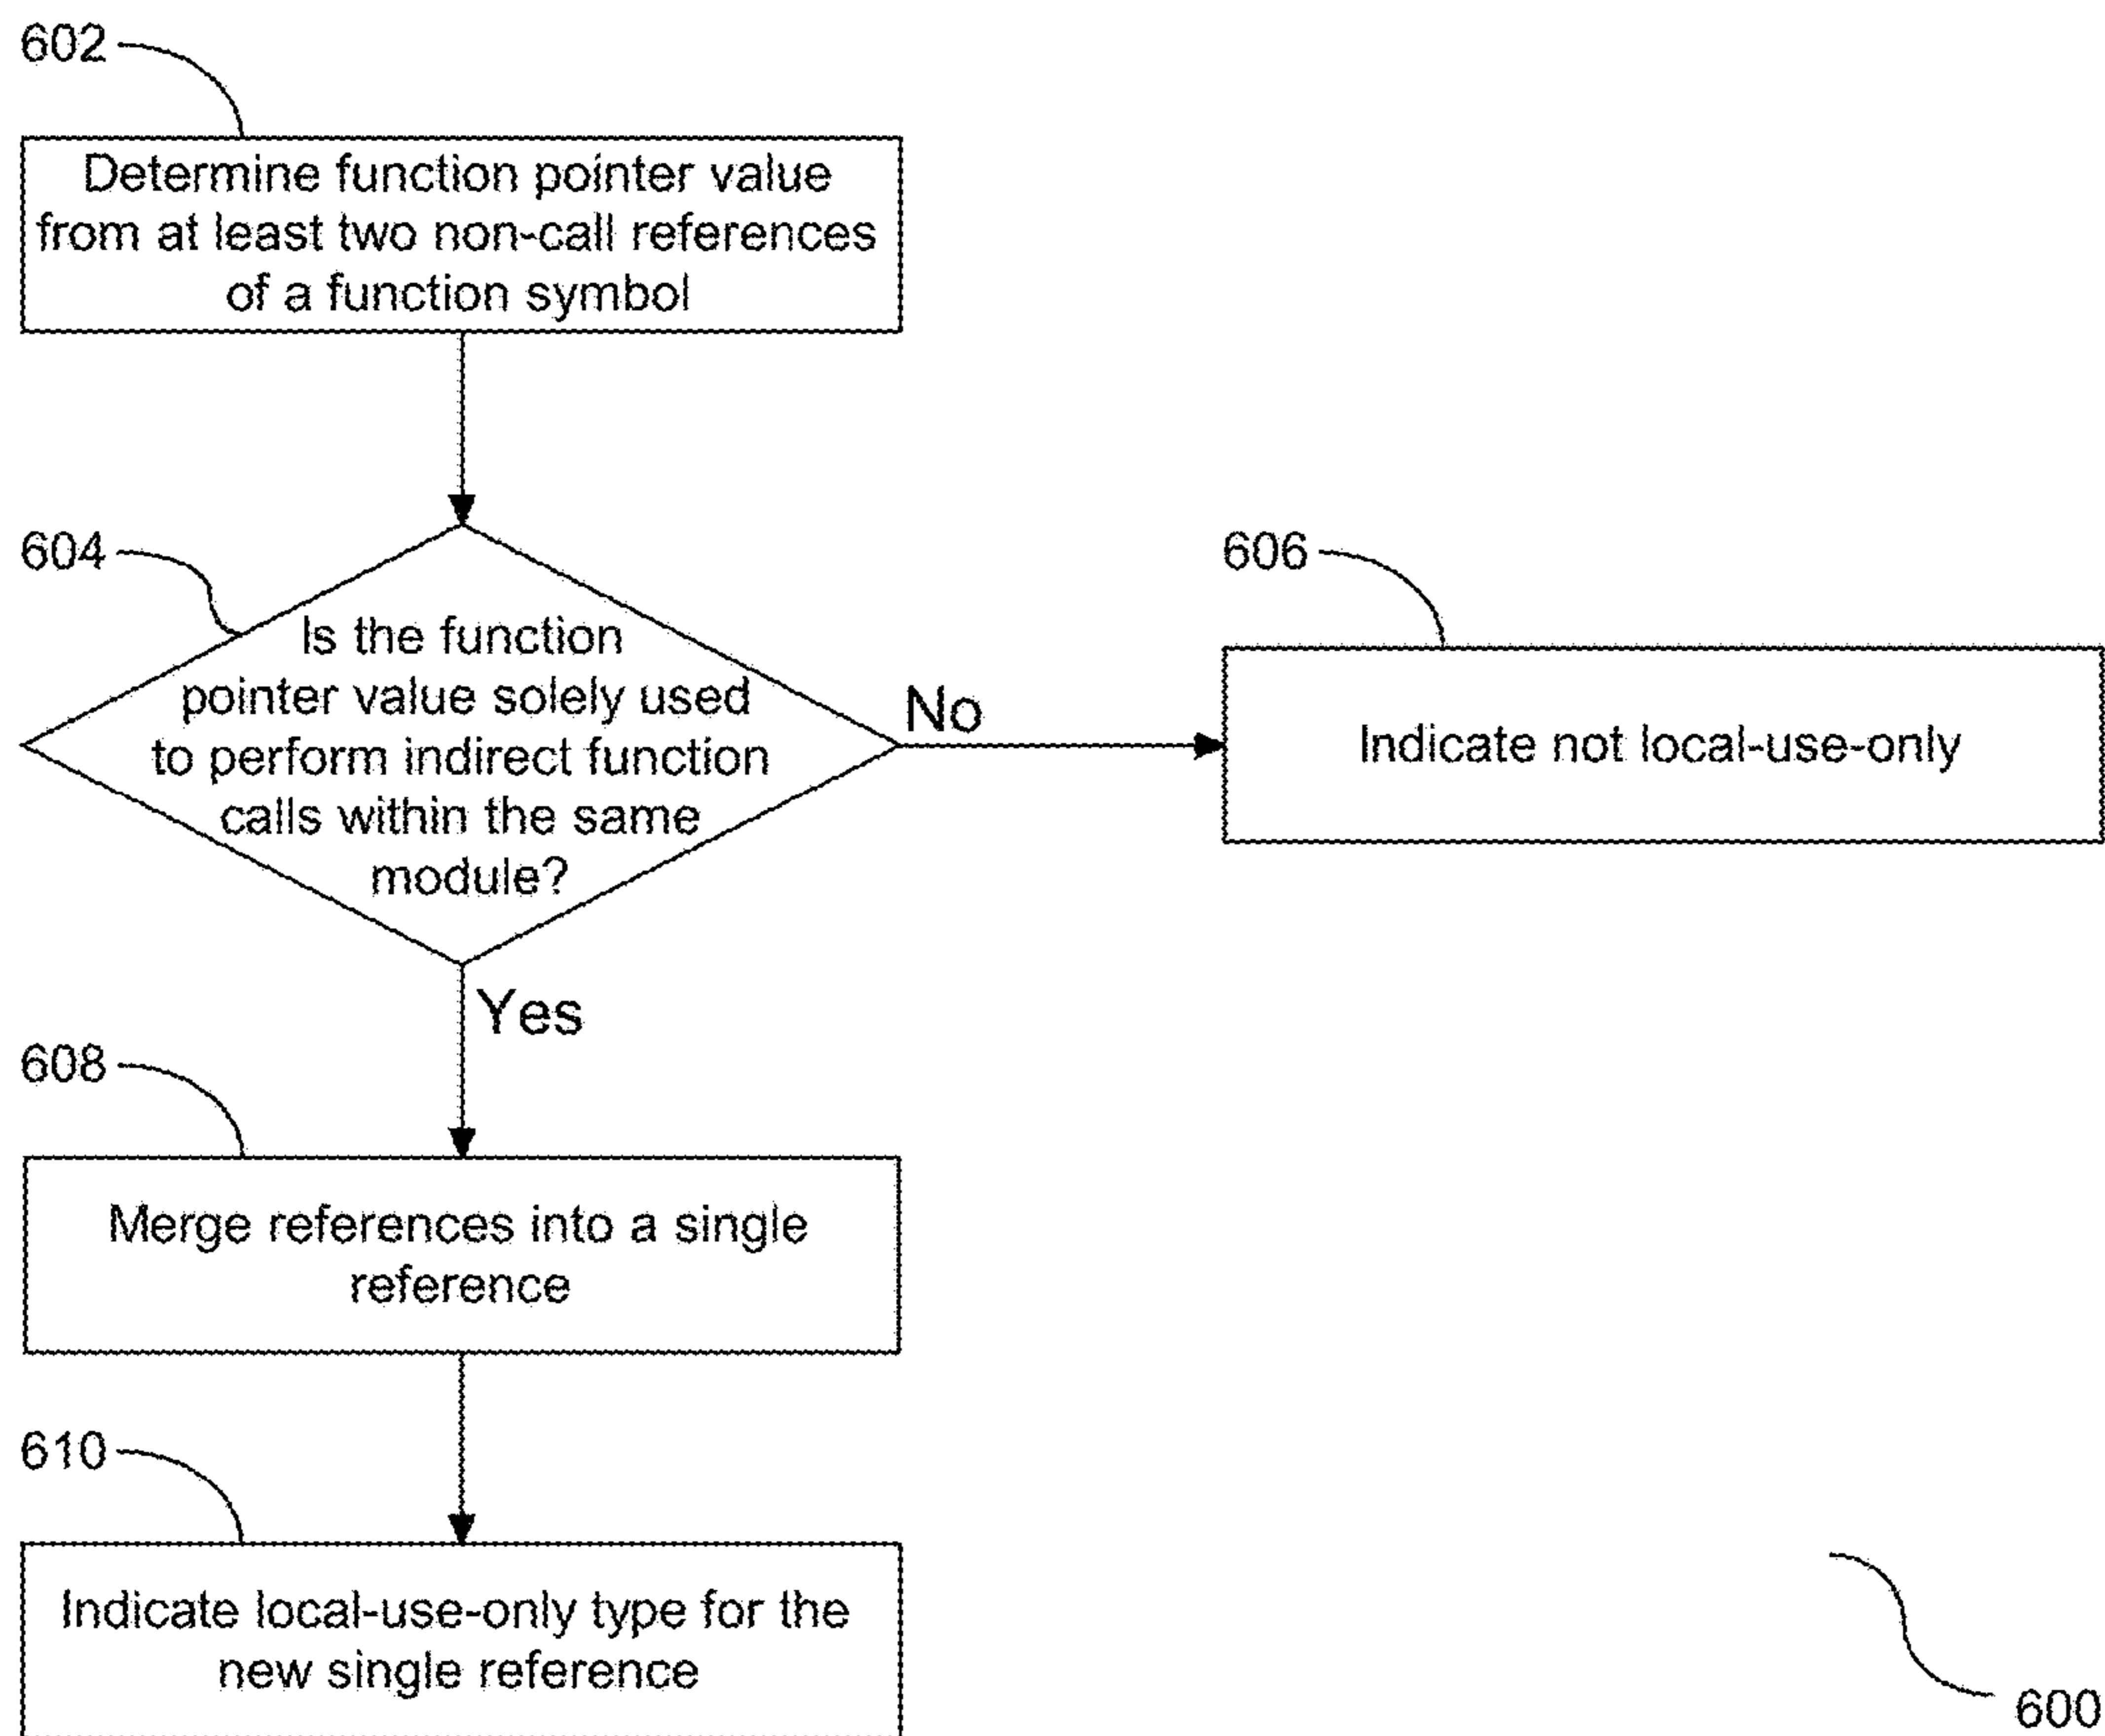 602
Determine function pointer value
from at least two non-call references
of a function symbol
604
Is the function
pointer value solely used
to perform indirect function
calls within the same
module?
No
606
Indicate not local-use-only
Yes
608
Merge references into a single
reference
610
Indicate local-use-only type for the
new single reference
600